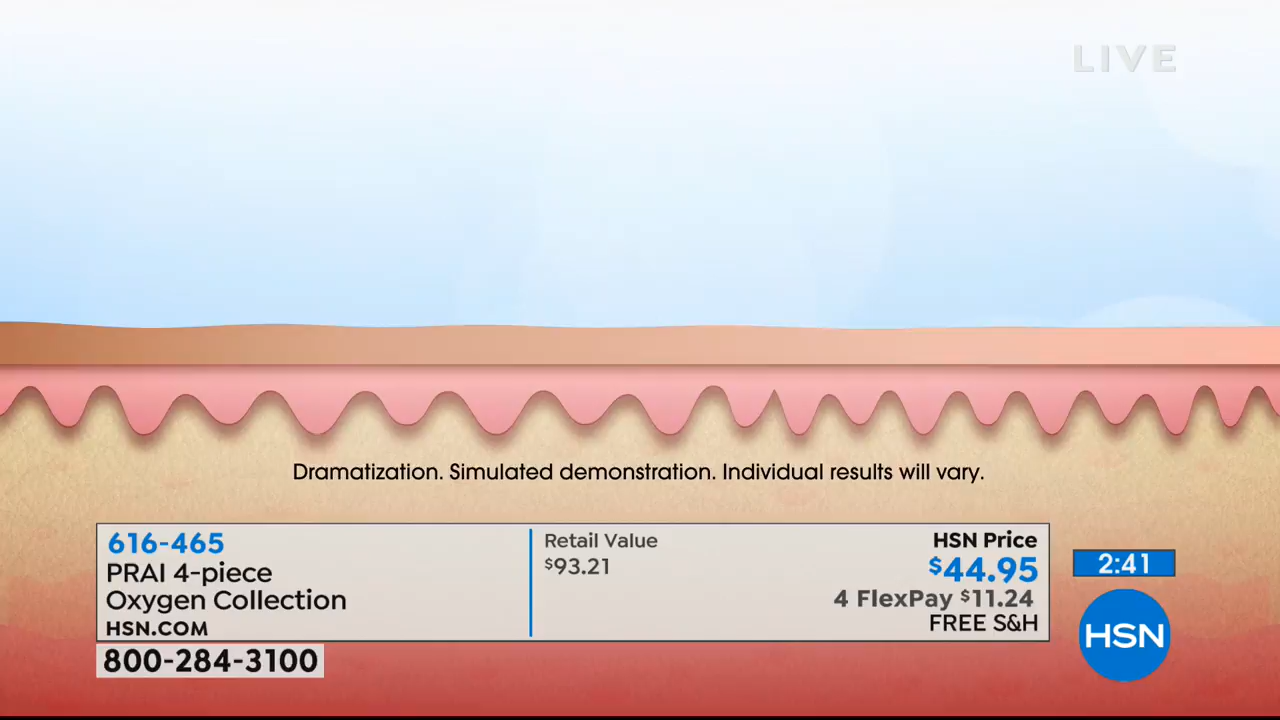 LIVE
Dramatization. Simulated demonstration. Individual results will vary.
616-465
PRAI 4-piece
Oxygen Collection
HSN.COM
800-284-3100
Retail Value
$93.21
HSN Price
$44.95
4 FlexPay $11.24
FREE S&H
2:41
HSN